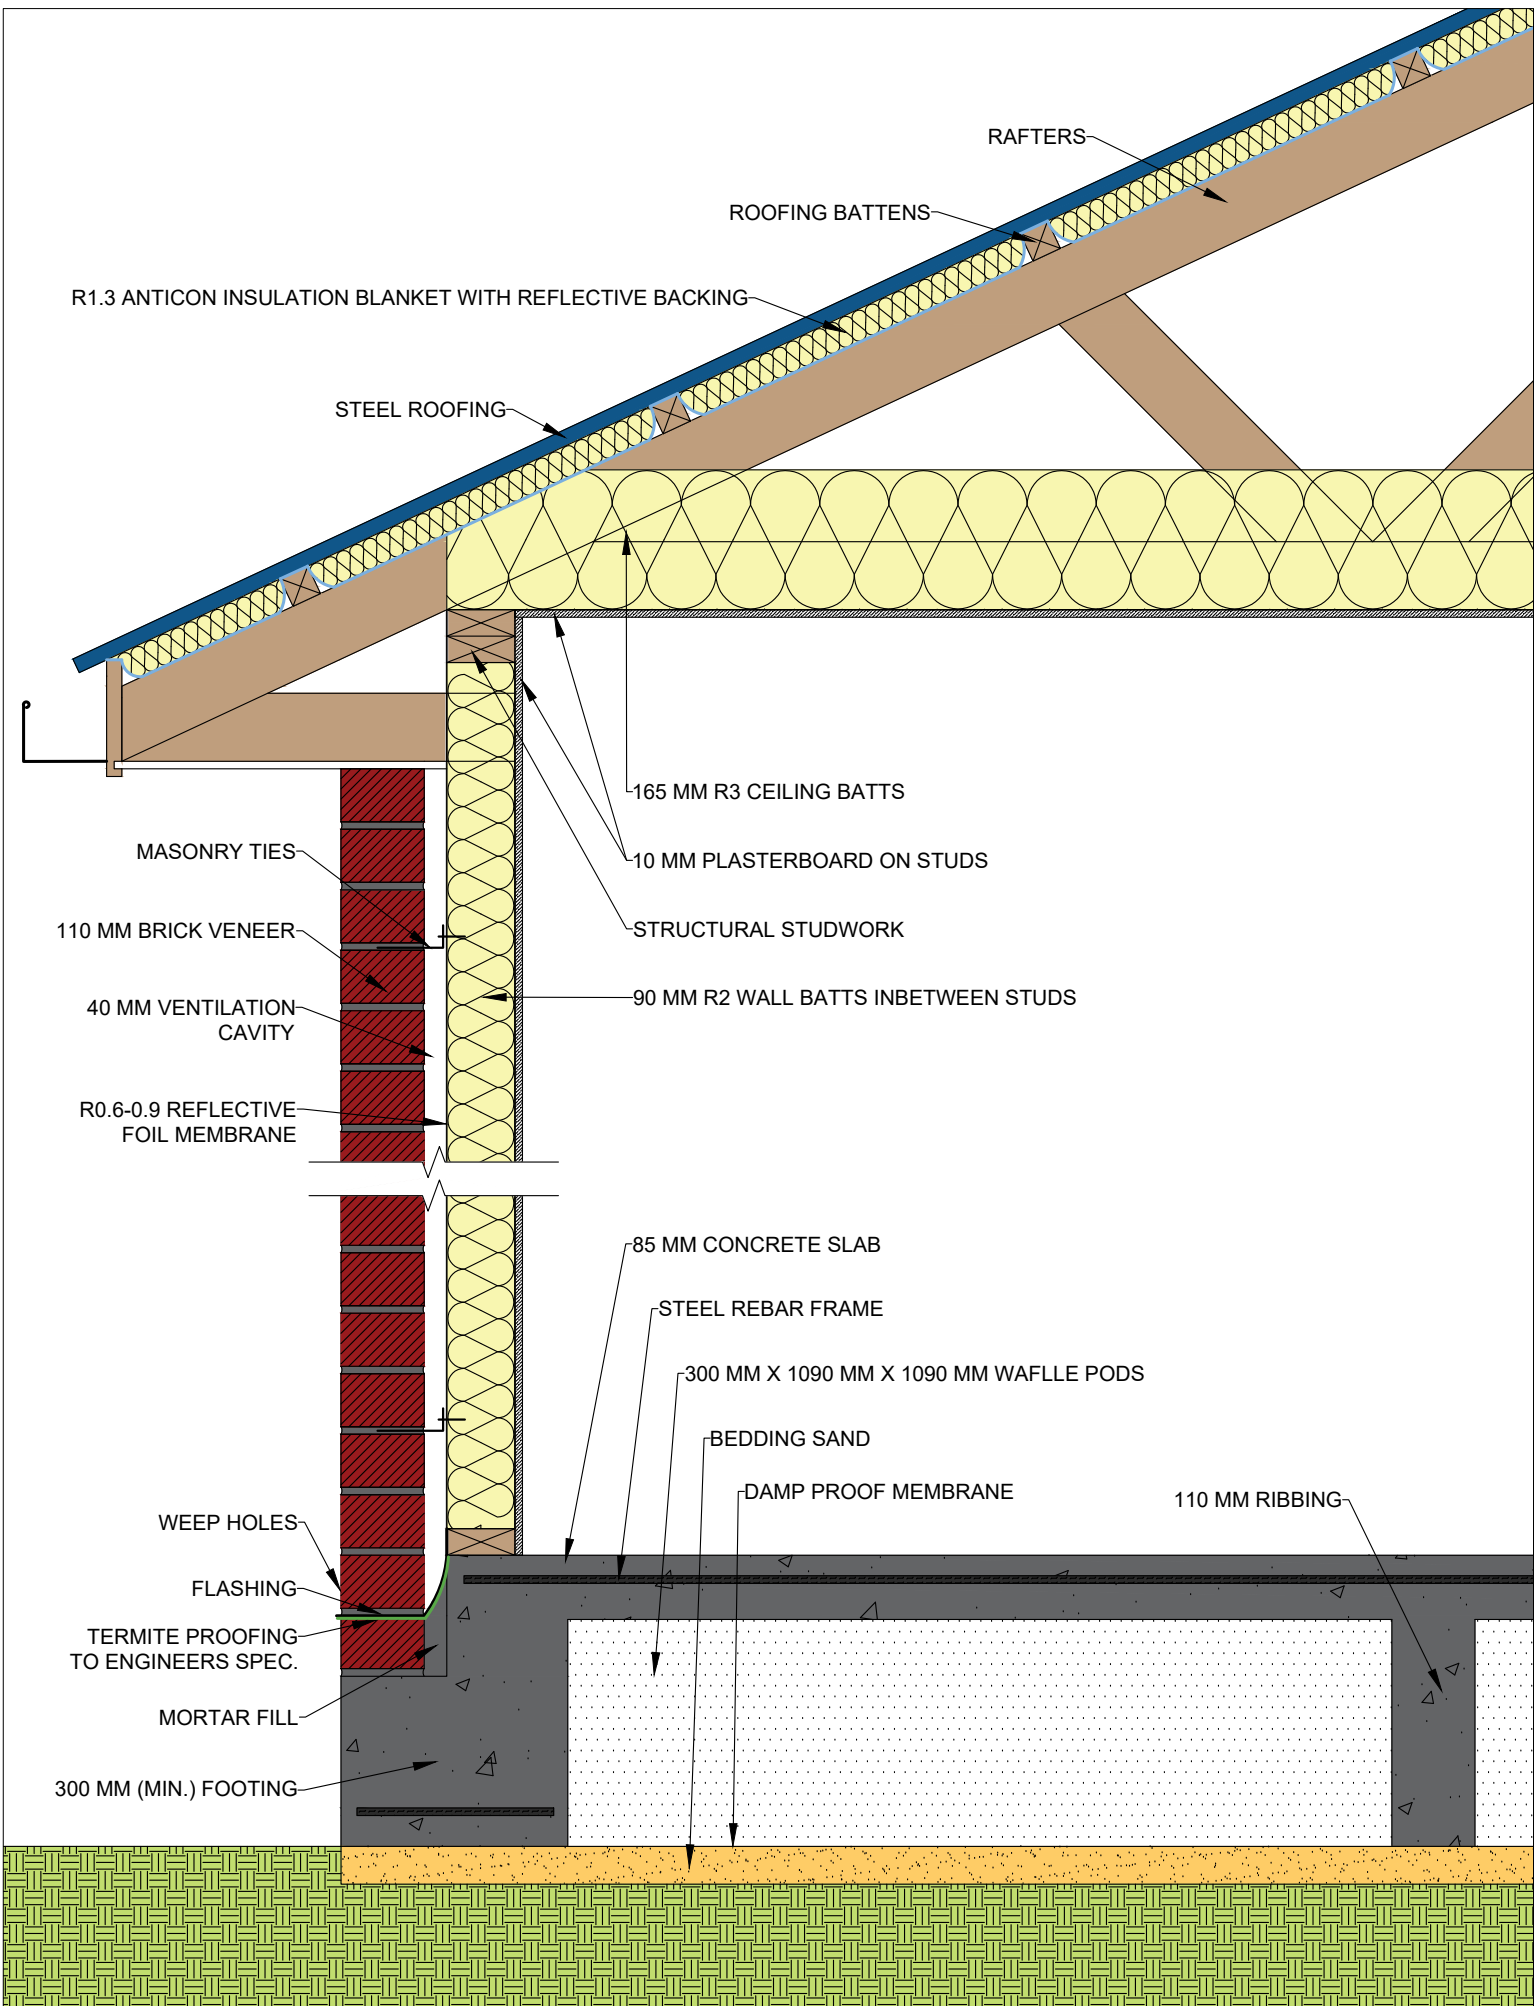 RAFTERS
ROOFING BATTENS
R1.3 ANTICON INSULATION BLANKET WITH REFLECTIVE BACKING
STEEL ROOFING
165 MM R3 CEILING BATTS
MASONRY TIES
10 MM PLASTERBOARD ON STUDS
110 MM BRICK VENEER
STRUCTURAL STUDWORK
40 MM VENTILATION
CAVITY
90 MM R2 WALL BATTS INBETWEEN STUDS
R0.6-0.9 REFLECTIVE
FOIL MEMBRANE
85 MM CONCRETE SLAB
STEEL REBAR FRAME
300 MM X 1090 MM X 1090 MM WAFLLE PODS
BEDDING SAND
DAMP PROOF MEMBRANE
110 MM RIBBING
WEEP HOLES
FLASHING
TERMITE PROOFING
TO ENGINEERS SPEC.
MORTAR FILL
300 MM (MIN.) FOOTING